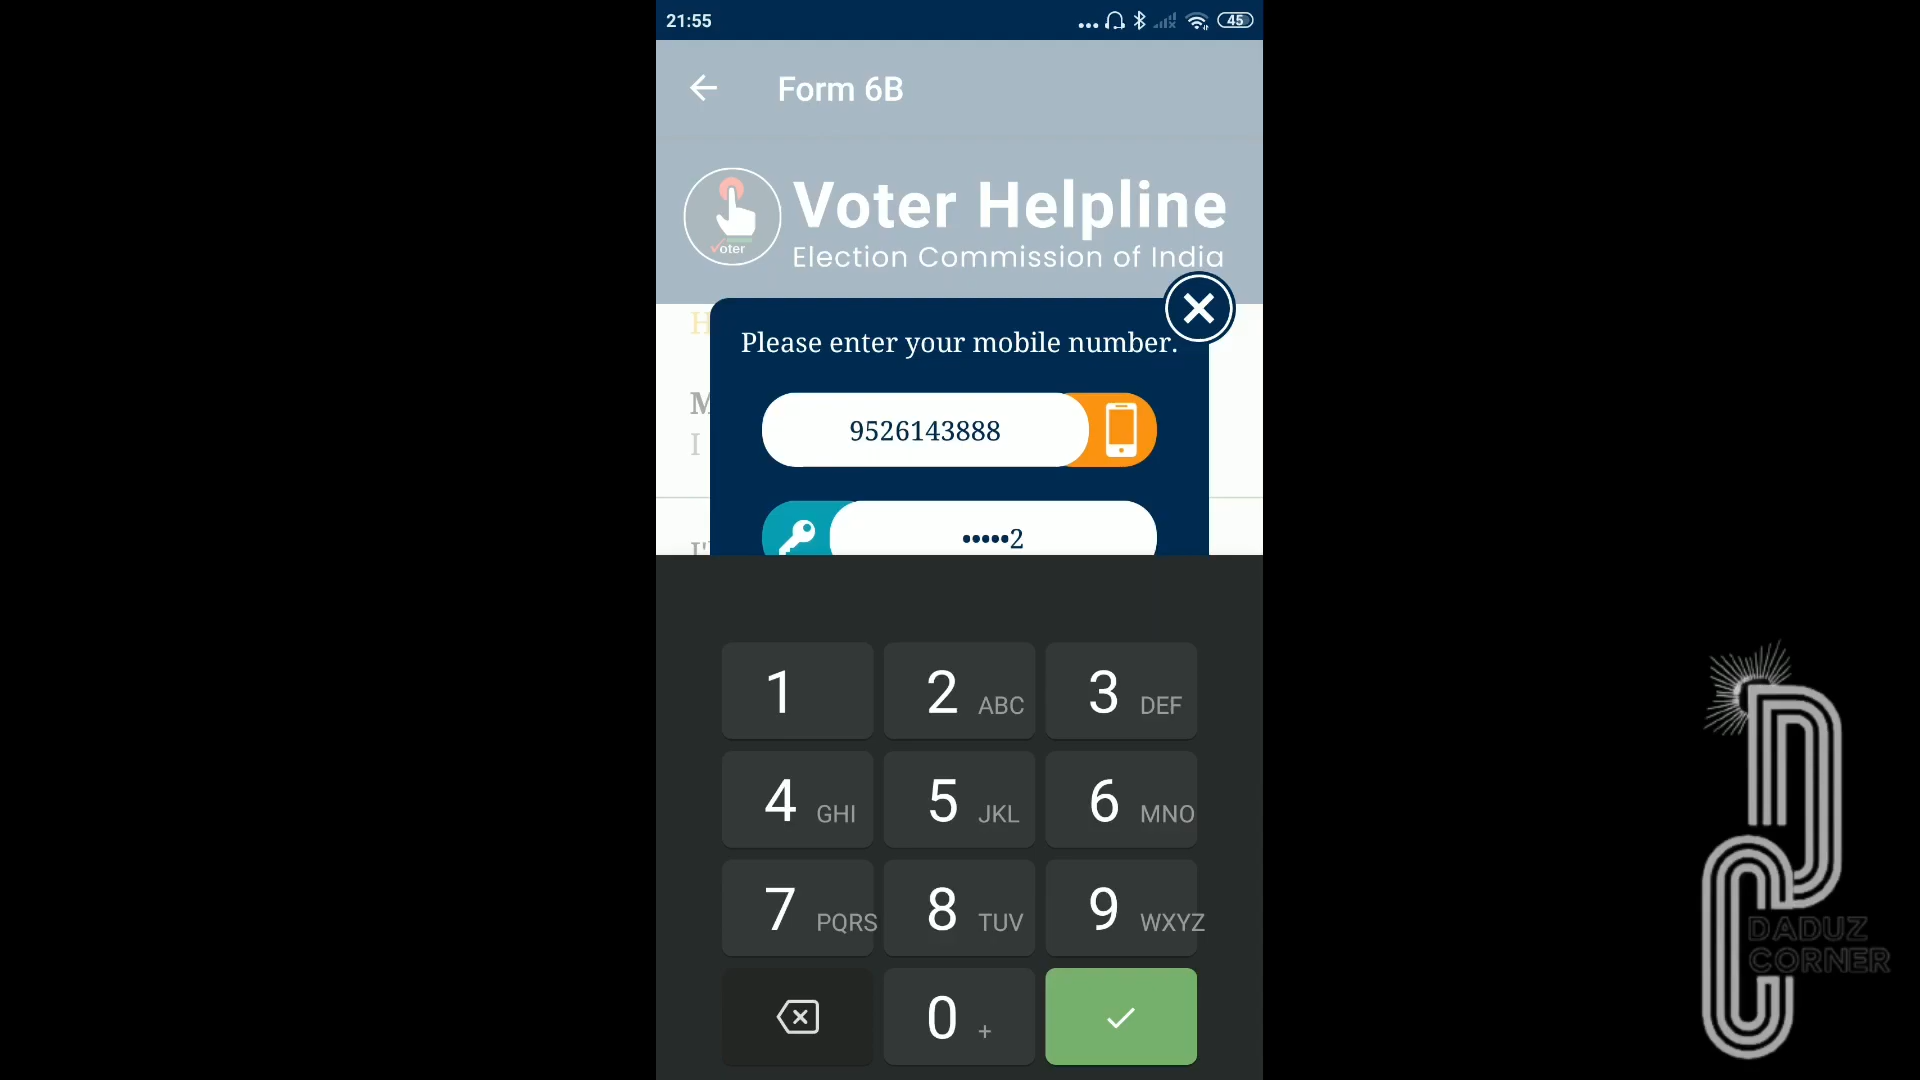 21:55
45
Form 6B
Voter Helpline
Election Commission of India
oter
H
Please enter your mobile number.
M
9526143888
I
•••••2
I'
1
2 ABC
3 DEF
4 GHI
5 JKL
6 MNO
7 PQRS
8 TUV
9 WXYZ
0 +
DADUZ
CORNER